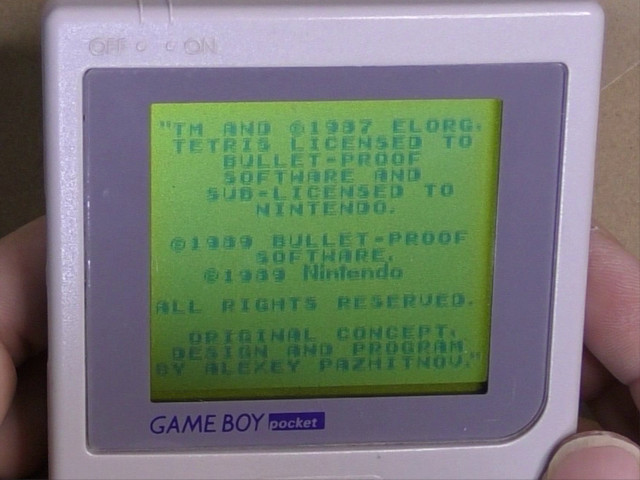 OFF ON
"TM AND ©1987 ELORG,
TETRIS LICENSED TO
BULLET-PROOF
SOFTWARE AND
SUB-LICENSED TO
NINTENDO.
©1989 BULLET-PROOF
SOFTWARE.
©1989 Nintendo
ALL RIGHTS RESERVED.
ORIGINAL CONCEPT,
DESIGN AND PROGRAM
BY ALEXEY PAZHITNOV."
GAME BOY pocket